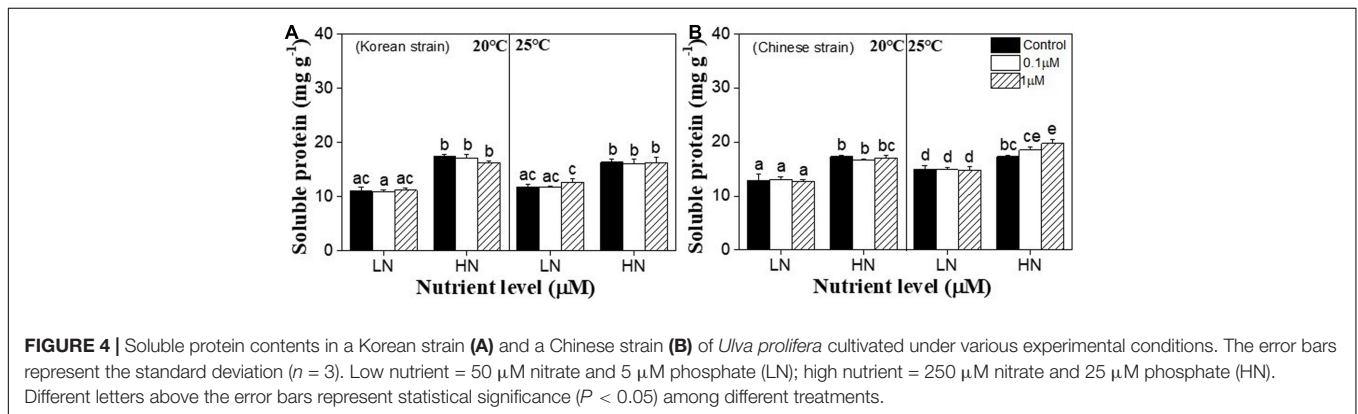 A
(Korean strain) 20°C 25°C
Soluble protein (mg g⁻¹)
40
30
20
10
0
ac a ac b b b ac ac c b b b
LN HN LN HN
Nutrient level (μM)
B
(Chinese strain) 20°C 25°C
Control
0.1μM
1μM
Soluble protein (mg g⁻¹)
40
30
20
10
0
a a a b b bc d d d bc ce e
LN HN LN HN
Nutrient level (μM)
FIGURE 4 | Soluble protein contents in a Korean strain (A) and a Chinese strain (B) of Ulva prolifera cultivated under various experimental conditions. The error bars
represent the standard deviation (n = 3). Low nutrient = 50 μM nitrate and 5 μM phosphate (LN); high nutrient = 250 μM nitrate and 25 μM phosphate (HN).
Different letters above the error bars represent statistical significance (P < 0.05) among different treatments.